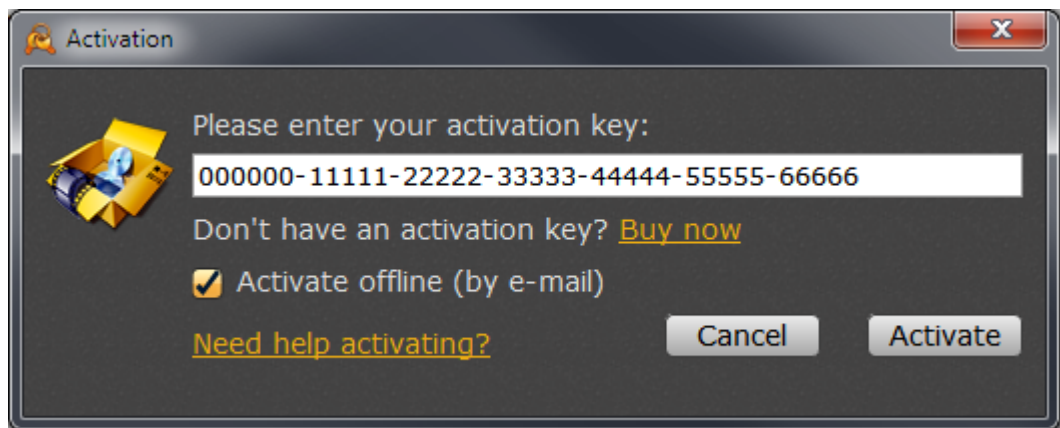 Activation
Please enter your activation key:
000000-11111-22222-33333-44444-55555-66666
Don't have an activation key? Buy now
Activate offline (by e-mail)
Need help activating?
Cancel
Activate